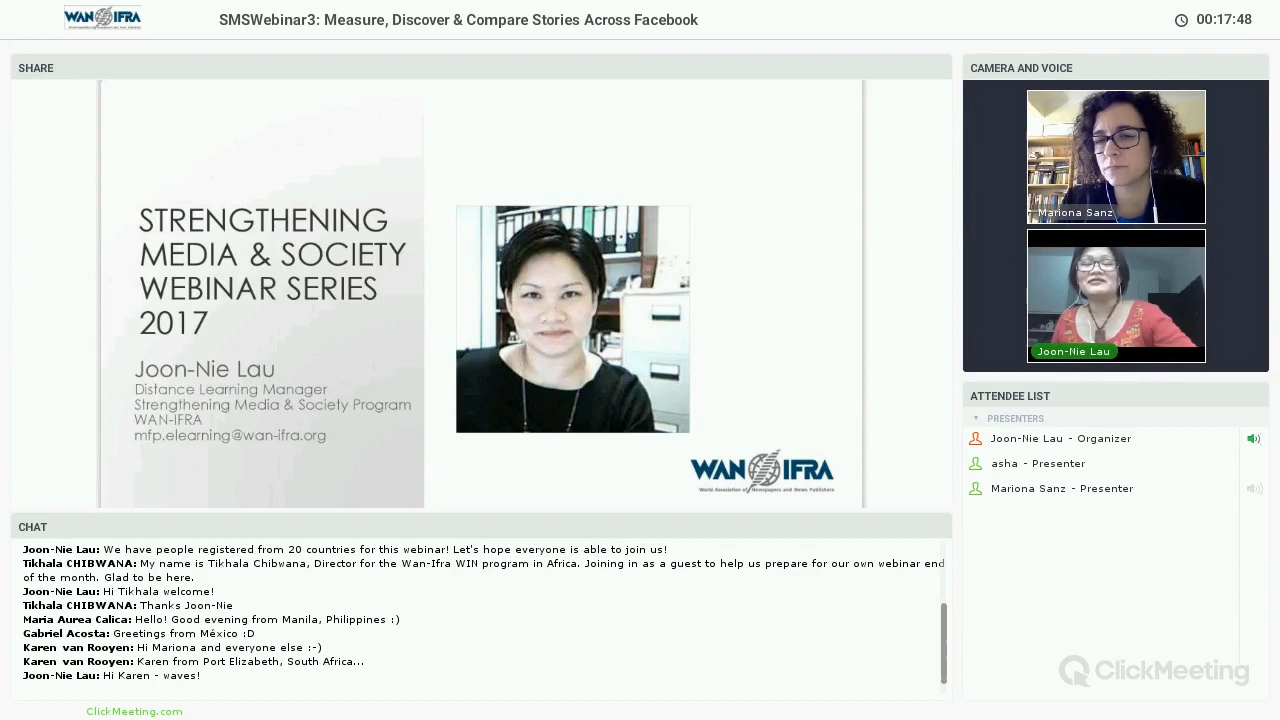 WAN IFRA
SMSWebinar3: Measure, Discover & Compare Stories Across Facebook
00:17:48
SHARE
STRENGTHENING
MEDIA & SOCIETY
WEBINAR SERIES
2017
Joon-Nie Lau
Distance Learning Manager
Strengthening Media & Society Program
WAN-IFRA
mfp.elearning@wan-ifra.org
WAN IFRA
World Association of Newspapers and News Publishers
CAMERA AND VOICE
Mariona Sanz
Joon-Nie Lau
ATTENDEE LIST
PRESENTERS
Joon-Nie Lau - Organizer
asha - Presenter
Mariona Sanz - Presenter
CHAT
Joon-Nie Lau: We have people registered from 20 countries for this webinar! Let's hope everyone is able to join us!
Tikhala CHIBWANA: My name is Tikhala Chibwana, Director for the Wan-Ifra WIN program in Africa. Joining in as a guest to help us prepare for our own webinar end
of the month. Glad to be here.
Joon-Nie Lau: Hi Tikhala welcome!
Tikhala CHIBWANA: Thanks Joon-Nie
Maria Aurea Calica: Hello! Good evening from Manila, Philippines :)
Gabriel Acosta: Greetings from México :D
Karen van Rooyen: Hi Mariona and everyone else :-)
Karen van Rooyen: Karen from Port Elizabeth, South Africa...
Joon-Nie Lau: Hi Karen - waves!
ClickMeeting
ClickMeeting.com